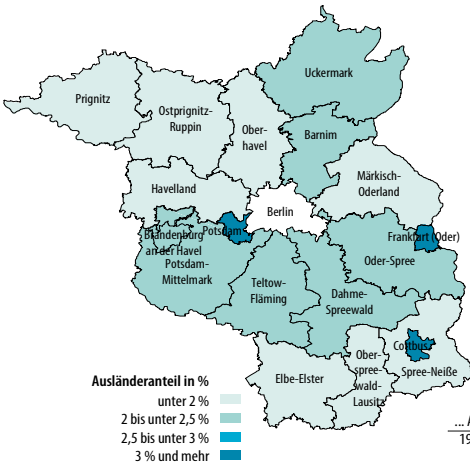 Uckermark
Prignitz
Ostprignitz-
Ruppin
Ober-
havel
Barnim
Märkisch-
Oderland
Havelland
Berlin
Brandenburg
an der Havel
Potsdam
Frankfurt (Oder)
Oder-Spree
Potsdam-
Mittelmark
Teltow-
Fläming
Dahme-
Spreewald
Cottbus
Spree-Neiße
Elbe-Elster
Ober-
spree-
wald-
Lausitz
Ausländeranteil in %
unter 2 %
2 bis unter 2,5 %
2,5 bis unter 3 %
3 % und mehr
...
19